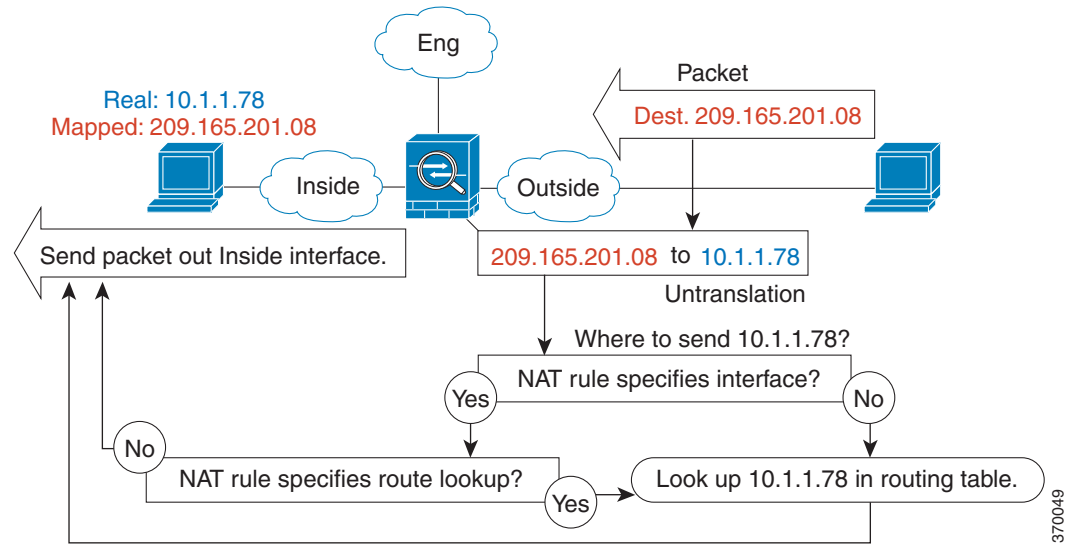 Eng
Packet
Real: 10.1.1.78
Mapped: 209.165.201.08
Dest. 209.165.201.08
Inside
Outside
Send packet out Inside interface.
209.165.201.08 to 10.1.1.78
Untranslation
Where to send 10.1.1.78?
NAT rule specifies interface?
Yes
No
No
NAT rule specifies route lookup?
Yes
Look up 10.1.1.78 in routing table.
370049